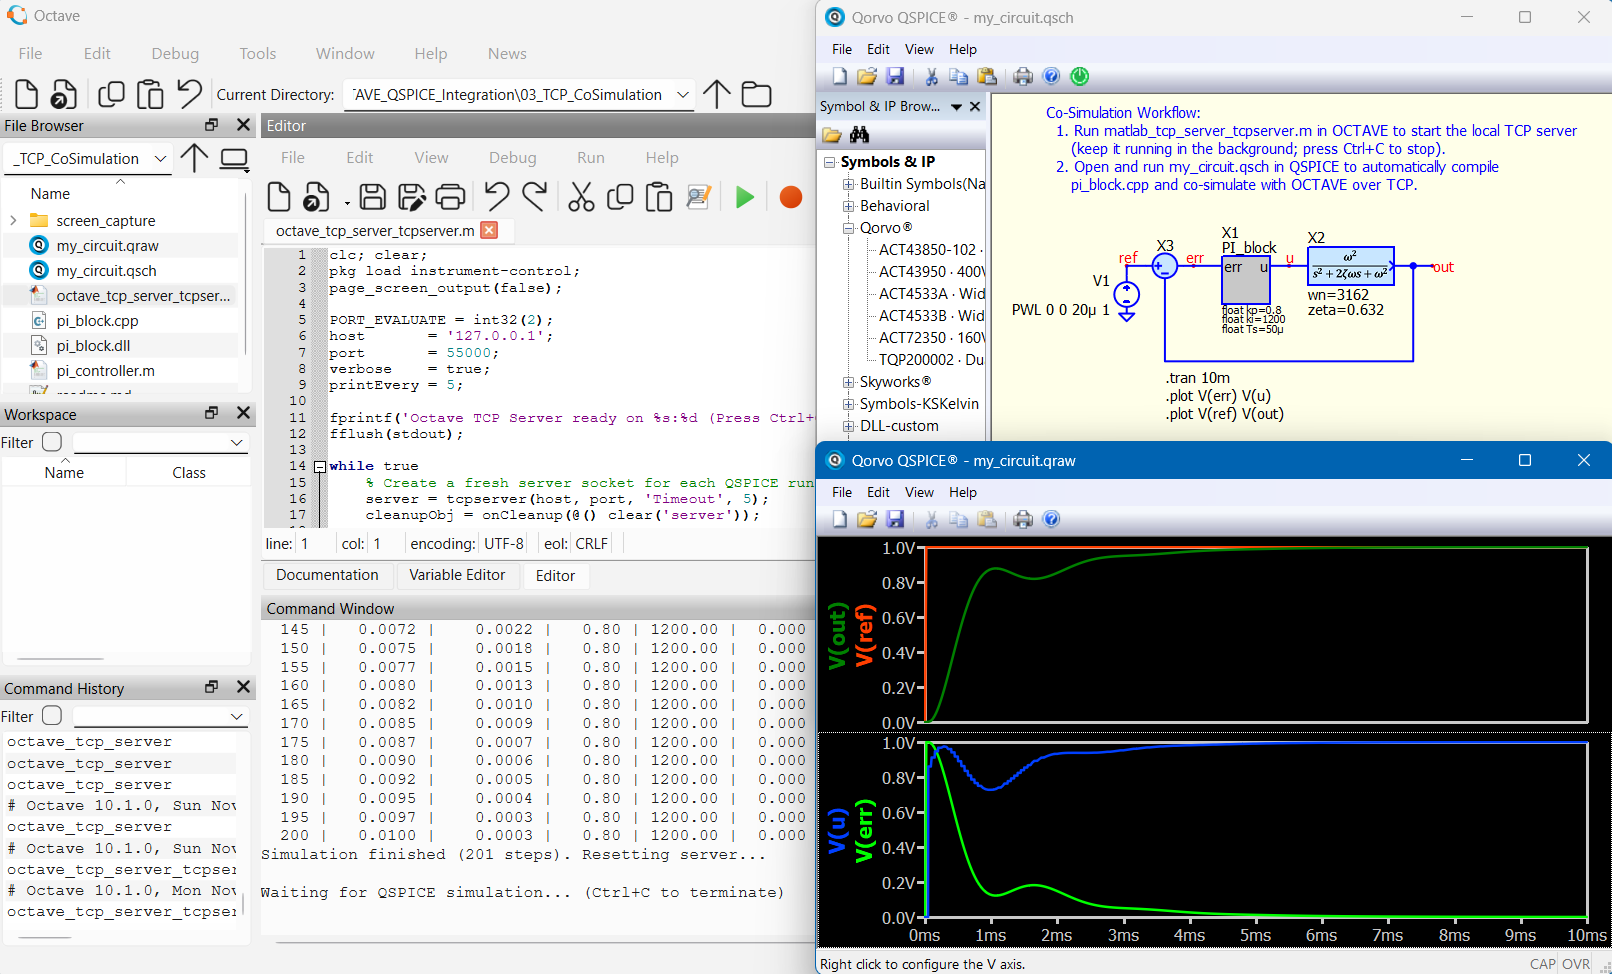 Octave
File Edit Debug Tools Window Help News
Current Directory: 'AVE_QSPICE_Integration\03_TCP_CoSimulation
File Browser
_TCP_CoSimulation
Name
screen_capture
my_circuit.qraw
my_circuit.qsch
octave_tcp_server_tcpser...
pi_block.cpp
pi_block.dll
pi_controller.m
Workspace
Filter
Name Class
Command History
Filter
octave_tcp_server
octave_tcp_server
octave_tcp_server
# Octave 10.1.0, Sun Nov
octave_tcp_server
# Octave 10.1.0, Sun Nov
octave_tcp_server_tcpser
# Octave 10.1.0, Mon Nov
octave_tcp_server_tcpser
Editor
File Edit View Debug Run Help
octave_tcp_server_tcpserver.m
1 clc; clear;
2 pkg load instrument-control;
3 page_screen_output(false);
4
5 PORT_EVALUATE = int32(2);
6 host = '127.0.0.1';
7 port = 55000;
8 verbose = true;
9 printEvery = 5;
10
11 fprintf('Octave TCP Server ready on %s:%d (Press Ctrl+
12 fflush(stdout);
13
14 while true
15 % Create a fresh server socket for each QSPICE run
16 server = tcpserver(host, port, 'Timeout', 5);
17 cleanupObj = onCleanup(@() clear('server'));
line: 1 col: 1 encoding: UTF-8 eol: CRLF
Documentation Variable Editor Editor
Command Window
145 | 0.0072 | 0.0022 | 0.80 | 1200.00 | 0.000
150 | 0.0075 | 0.0018 | 0.80 | 1200.00 | 0.000
155 | 0.0077 | 0.0015 | 0.80 | 1200.00 | 0.000
160 | 0.0080 | 0.0013 | 0.80 | 1200.00 | 0.000
165 | 0.0082 | 0.0010 | 0.80 | 1200.00 | 0.000
170 | 0.0085 | 0.0009 | 0.80 | 1200.00 | 0.000
175 | 0.0087 | 0.0007 | 0.80 | 1200.00 | 0.000
180 | 0.0090 | 0.0006 | 0.80 | 1200.00 | 0.000
185 | 0.0092 | 0.0005 | 0.80 | 1200.00 | 0.000
190 | 0.0095 | 0.0004 | 0.80 | 1200.00 | 0.000
195 | 0.0097 | 0.0003 | 0.80 | 1200.00 | 0.000
200 | 0.0100 | 0.0003 | 0.80 | 1200.00 | 0.000
Simulation finished (201 steps). Resetting server...
Waiting for QSPICE simulation... (Ctrl+C to terminate)
Qorvo QSPICE® - my_circuit.qsch
File Edit View Help
Symbol & IP Brow...
Symbols & IP
Builtin Symbols(Na
Behavioral
Qorvo®
ACT43850-102 ·
ACT43950 · 400V
ACT4533A · Wid
ACT4533B · Wid
ACT72350 · 160V
TQP200002 · Du
Skyworks®
Symbols-KSKelvin
DLL-custom
Co-Simulation Workflow:
1. Run matlab_tcp_server_tcpserver.m in OCTAVE to start the local TCP server
(keep it running in the background; press Ctrl+C to stop).
2. Open and run my_circuit.qsch in QSPICE to automatically compile
pi_block.cpp and co-simulate with OCTAVE over TCP.
V1
PWL 0 0 20µ 1
ref
X3
err
X1
PI_block
err u
float kp=0.8
float ki=1200
float Ts=50µ
u
X2
ω²
s² + 2ζωs + ω²
wn=3162
zeta=0.632
out
.tran 10m
.plot V(err) V(u)
.plot V(ref) V(out)
Qorvo QSPICE® - my_circuit.qraw
File Edit View Help
V(out)
V(ref)
1.0V
0.8V
0.6V
0.4V
0.2V
0.0V
V(u)
V(err)
1.0V
0.8V
0.6V
0.4V
0.2V
0.0V
0ms 1ms 2ms 3ms 4ms 5ms 6ms 7ms 8ms 9ms 10ms
Right click to configure the V axis.
CAP OVR